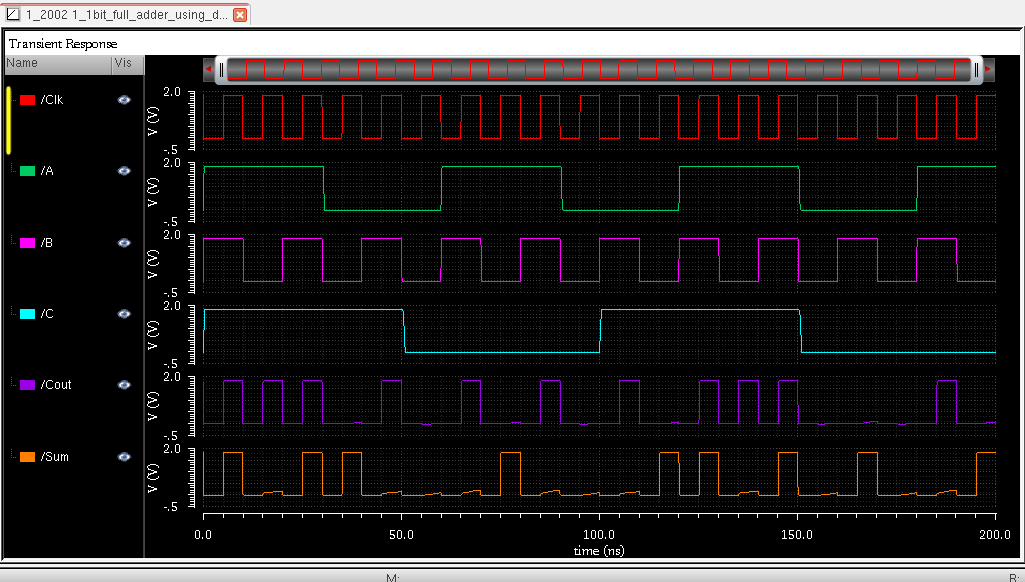 1_2002 1_1bit_full_adder_using_d...
Transient Response
Name Vis
/Clk
V (V)
2.0
-.5
/A
V (V)
2.0
-.5
/B
V (V)
2.0
-.5
/C
V (V)
2.0
-.5
/Cout
V (V)
2.0
-.5
/Sum
V (V)
2.0
-.5
0.0 50.0 100.0 150.0 200.0
time (ns)
M: R: